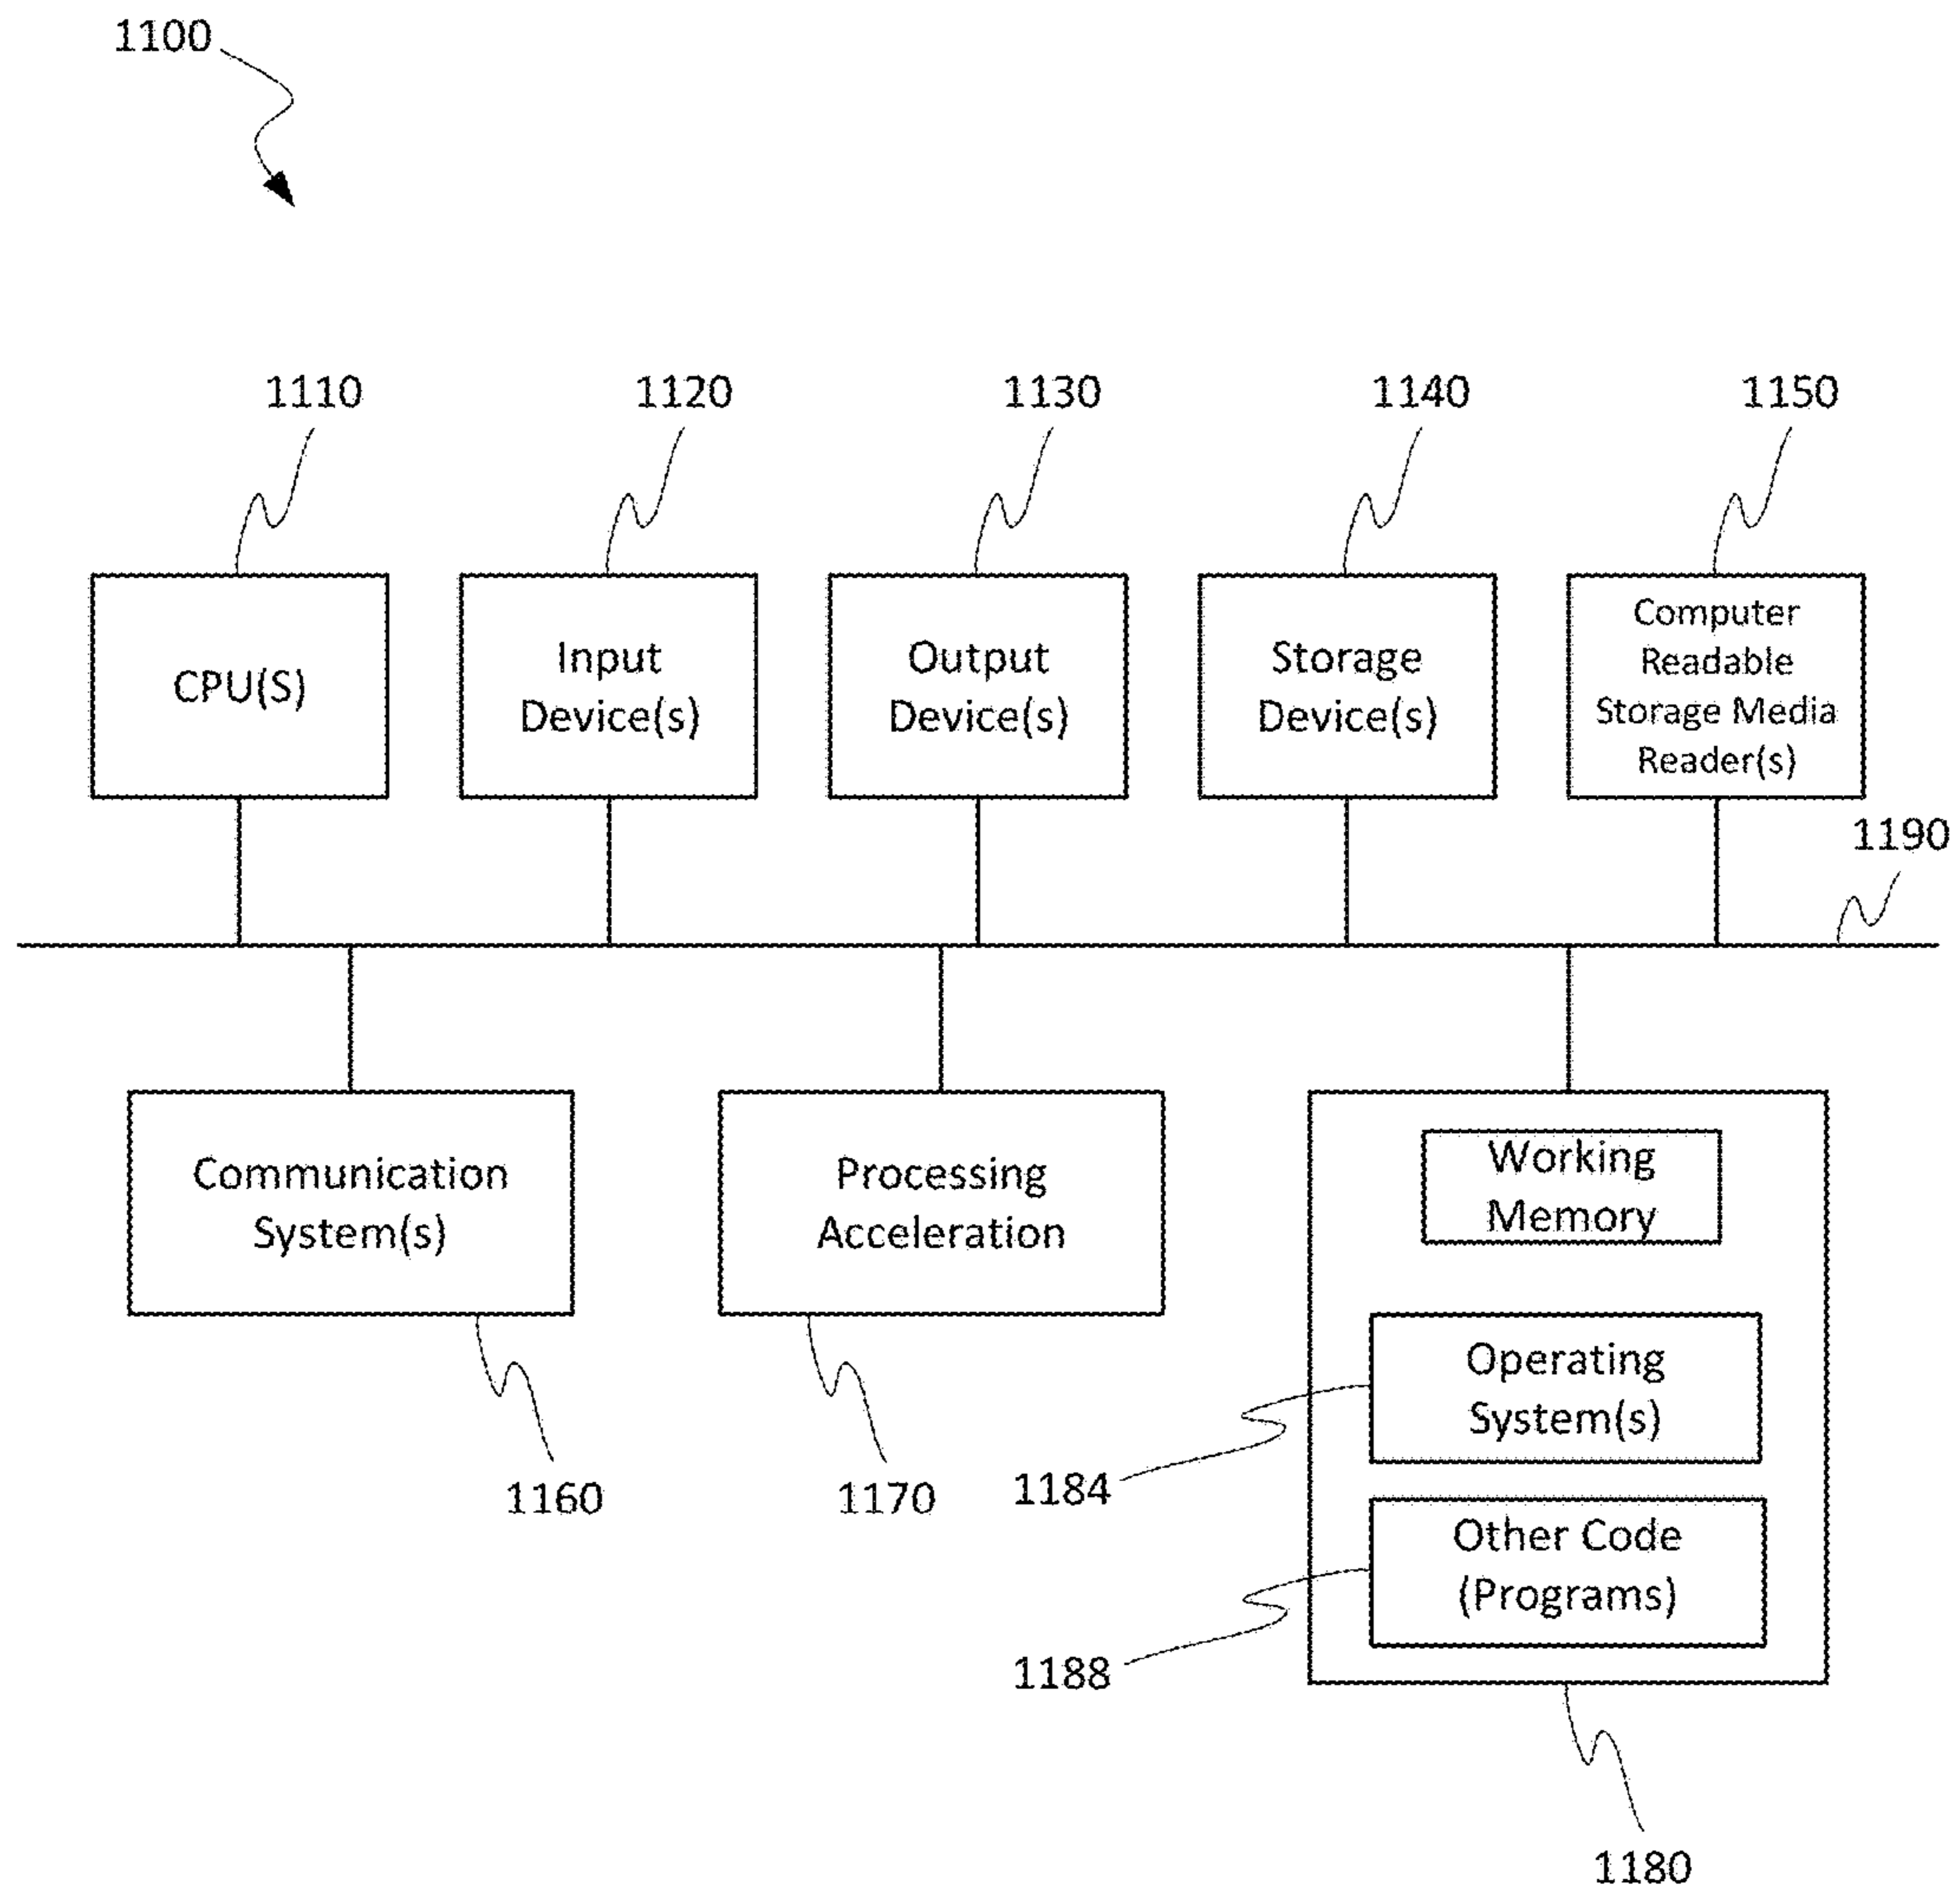 1100
1110
1120
1130
1140
1150
CPU(S)
Input
Device(s)
Output
Device(s)
Storage
Device(s)
Computer
Readable
Storage Media
Reader(s)
1190
Communication
System(s)
Processing
Acceleration
Working
Memory
Operating
System(s)
Other Code
(Programs)
1160
1170
1184
1188
1180